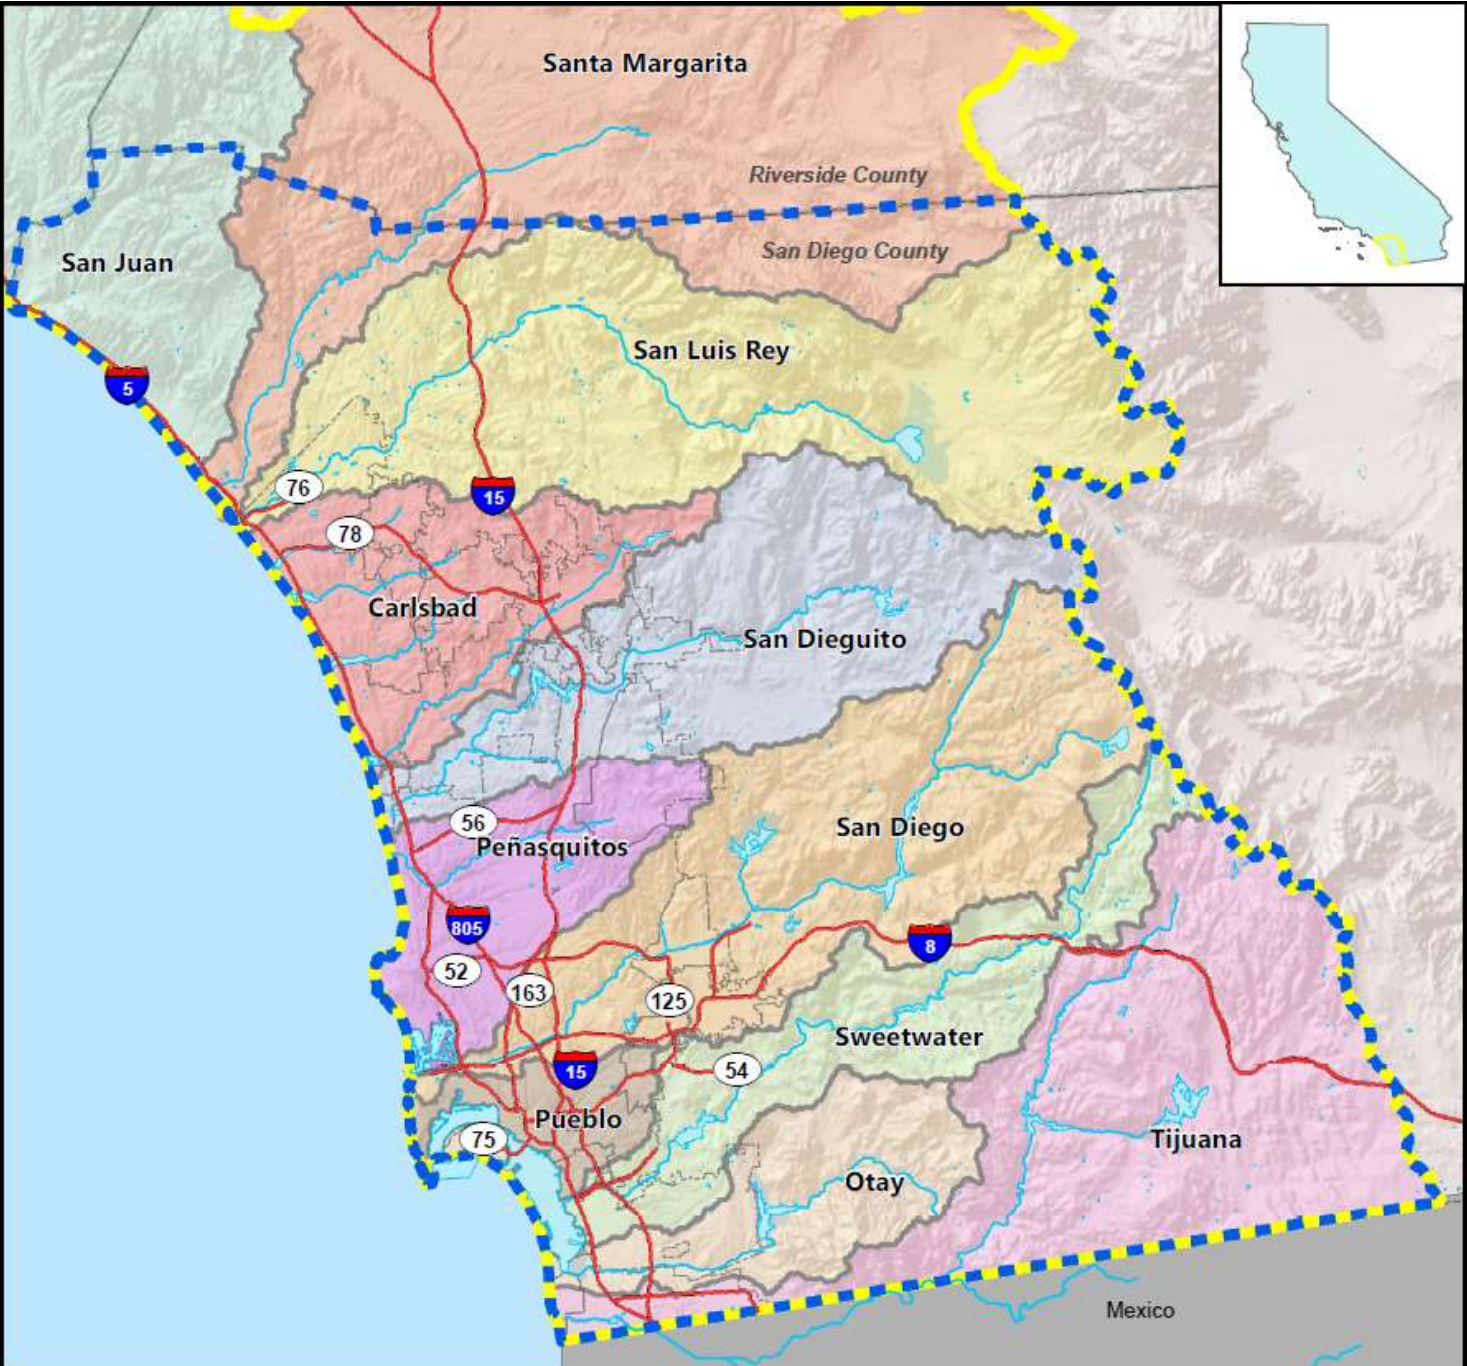 Santa Margarita
Riverside County
San Diego County
San Juan
San Luis Rey
5
76
15
78
Carlsbad
San Dieguito
56
Peñasquitos
San Diego
805
8
52
163
125
Sweetwater
15
54
Pueblo
75
Tijuana
Otay
Mexico